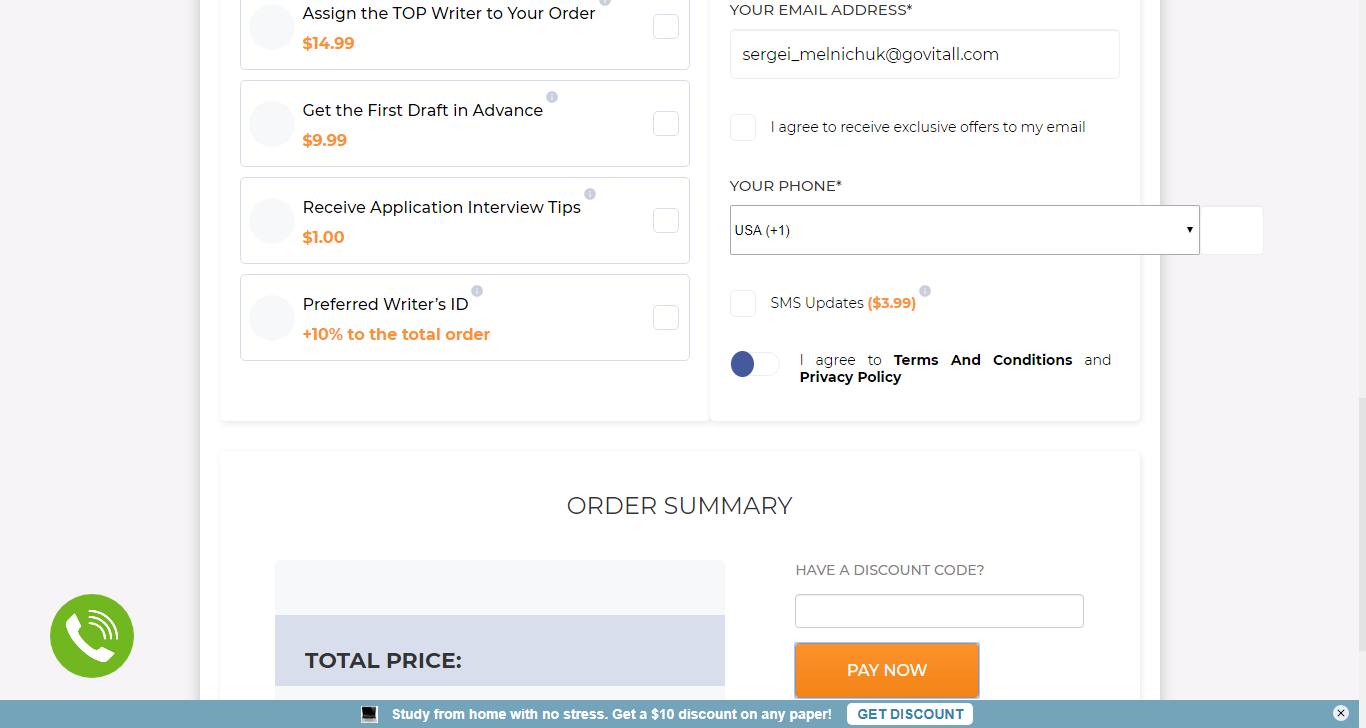 Assign the TOP Writer to Your Order
$14.99
Get the First Draft in Advance
$9.99
Receive Application Interview Tips
$1.00
Preferred Writer’s ID
+10% to the total order
YOUR EMAIL ADDRESS*
sergei_melnichuk@govitall.com
I agree to receive exclusive offers to my email
YOUR PHONE*
USA (+1)
SMS Updates ($3.99)
I agree to Terms And Conditions and
Privacy Policy
ORDER SUMMARY
TOTAL PRICE:
HAVE A DISCOUNT CODE?
PAY NOW
Study from home with no stress. Get a $10 discount on any paper! GET DISCOUNT